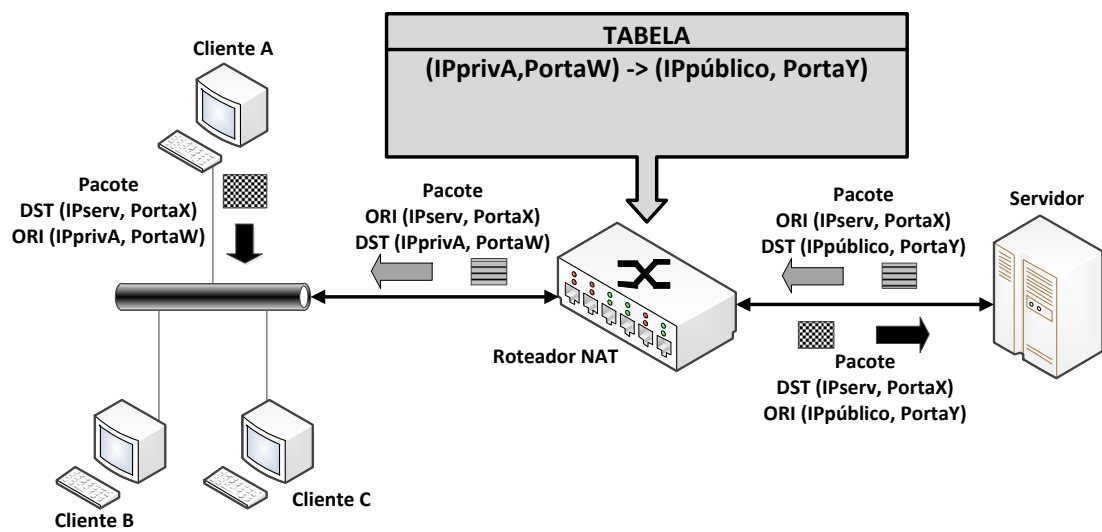 TABELA
(IPprivA,PortaW) -> (IPpúblico, PortaY)
Cliente A
Pacote
DST (IPserv, PortaX)
ORI (IPprivA, PortaW)
Pacote
ORI (IPserv, PortaX)
DST (IPprivA, PortaW)
Pacote
ORI (IPserv, PortaX)
DST (IPpúblico, PortaY)
Servidor
Roteador NAT
Pacote
DST (IPserv, PortaX)
ORI (IPpúblico, PortaY)
Cliente B
Cliente C